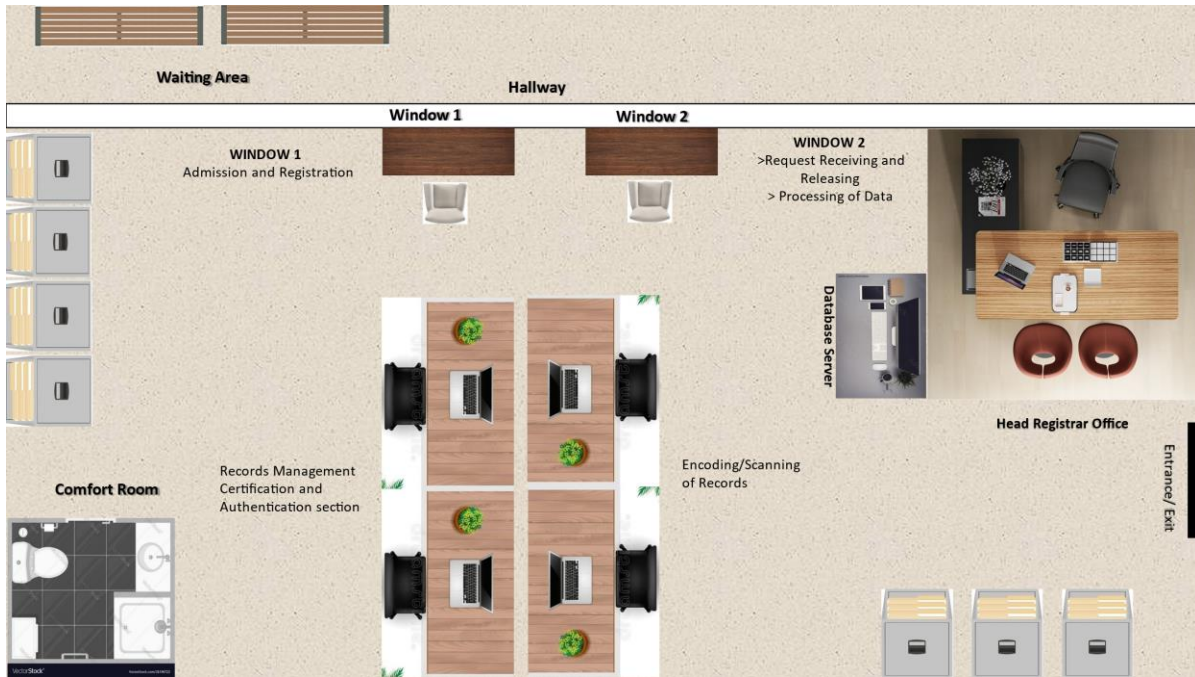 Waiting Area
Hallway
Window 1
Window 2
WINDOW 1
Admission and Registration
WINDOW 2
>Request Receiving and
Releasing
> Processing of Data
Database Server
Head Registrar Office
Entrance/ Exit
Records Management
Certification and
Authentication section
Encoding/Scanning
of Records
Comfort Room
VectorStock